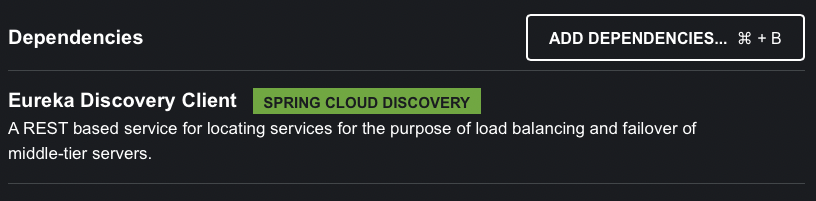 Dependencies
ADD DEPENDENCIES... ⌘ + B
Eureka Discovery Client SPRING CLOUD DISCOVERY
A REST based service for locating services for the purpose of load balancing and failover of
middle-tier servers.